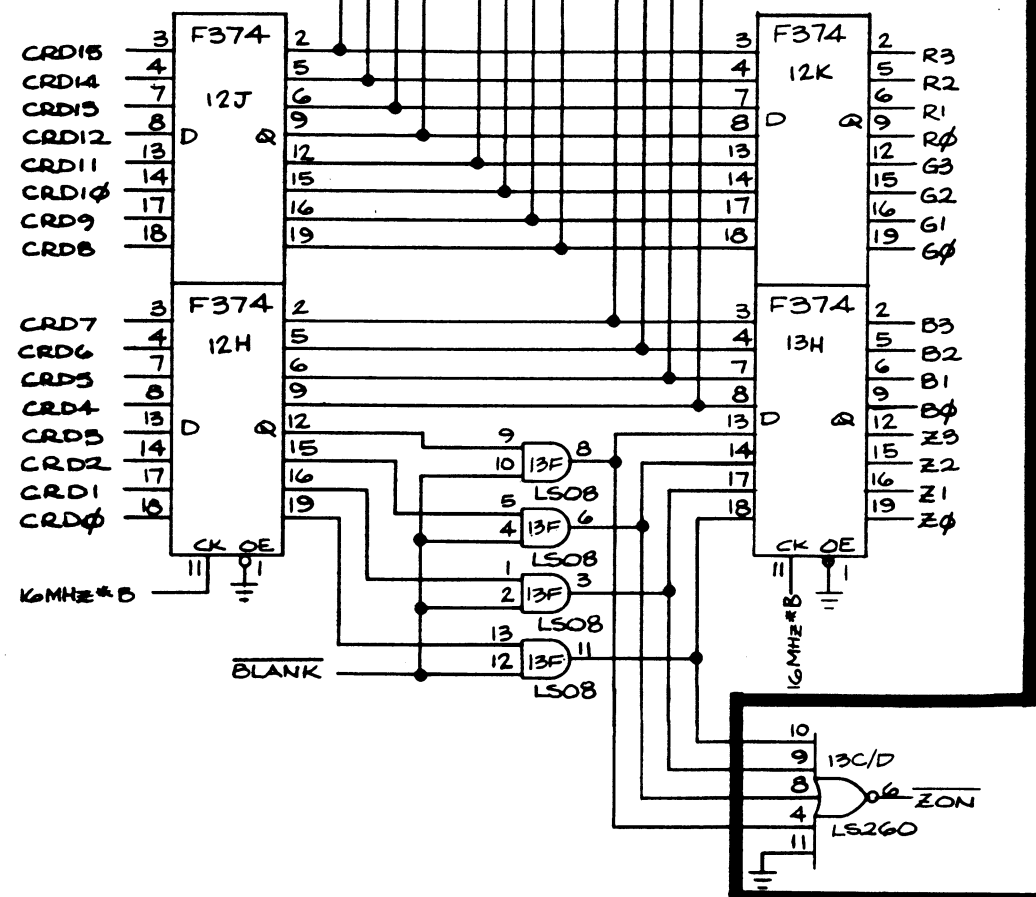 CRD15 3 F374 2 3 F374 2 R3
CRD14 4 5 4 5 R2
12J 12K
CRD13 7 6 7 6 R1
CRD12 8 D Q 9 8 D Q 9 RØ
CRD11 13 12 13 12 G3
CRD1Ø 14 15 14 15 G2
CRD9 17 16 17 16 G1
CRD8 18 19 18 19 GØ
CRD7 3 F374 2 3 F374 2 B3
CRD6 4 12H 5 4 13H 5 B2
CRD5 7 6 7 6 B1
CRD4 8 9 8 9 BØ
CRD3 13 D Q 12 13 D Q 12 Z3
CRD2 14 15 14 15 Z2
CRD1 17 16 17 16 Z1
CRDØ 18 19 18 19 ZØ
9 10 13F 8
LS08
5 4 13F 6
LS08
CK OE
11 1
CK OE
11 1
16MHz*B
1 2 13F 3
LS08
16MHz*B
13 12 13F 11
LS08
BLANK
10
9 13C/D
8 6 ZON
4 LS260
11